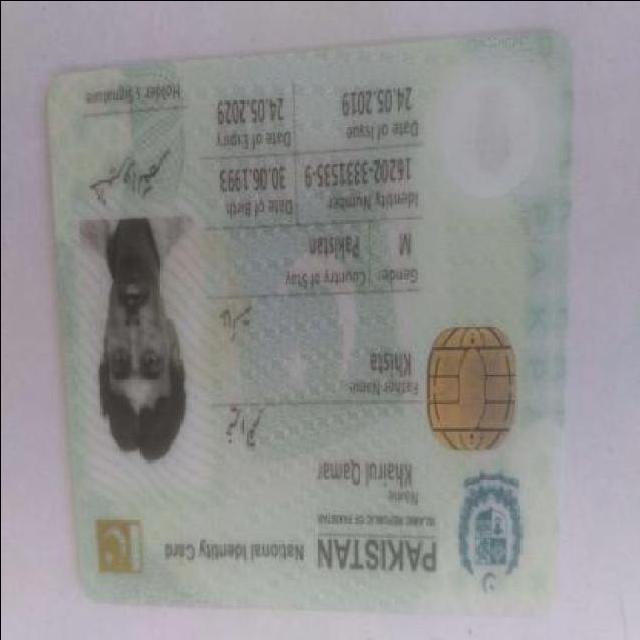 PAKISTAN National Identity Card
ISLAMIC REPUBLIC OF PAKISTAN
Name
Khairul Qamar
Father Name
Khista
Gender Country of Stay
M Pakistan
Identity Number Date of Birth
16202-3331535-9 30.06.1993
Date of Issue Date of Expiry
24.05.2019 24.05.2029
Holder's Signature